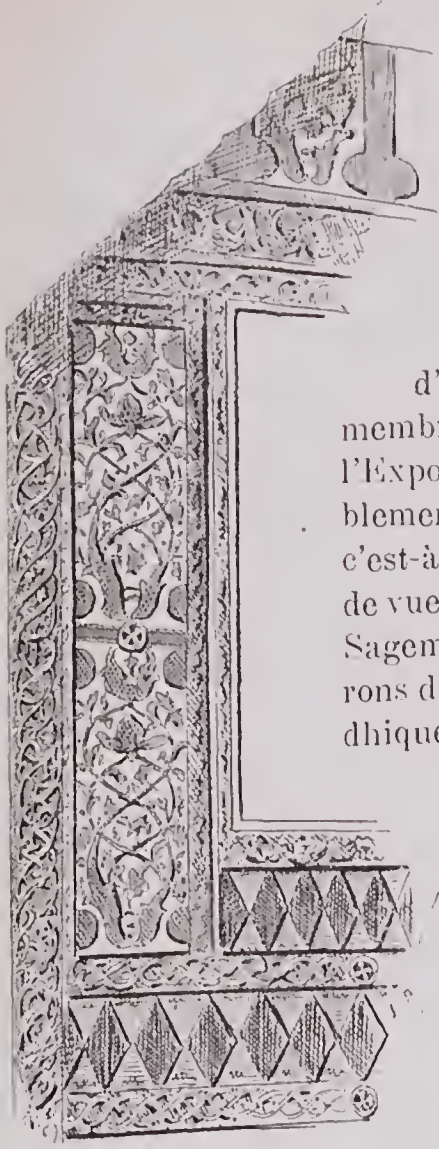 d'
membr
l'Expo
blemen
c'est-à
de vue
Sagem
rons d
dhique